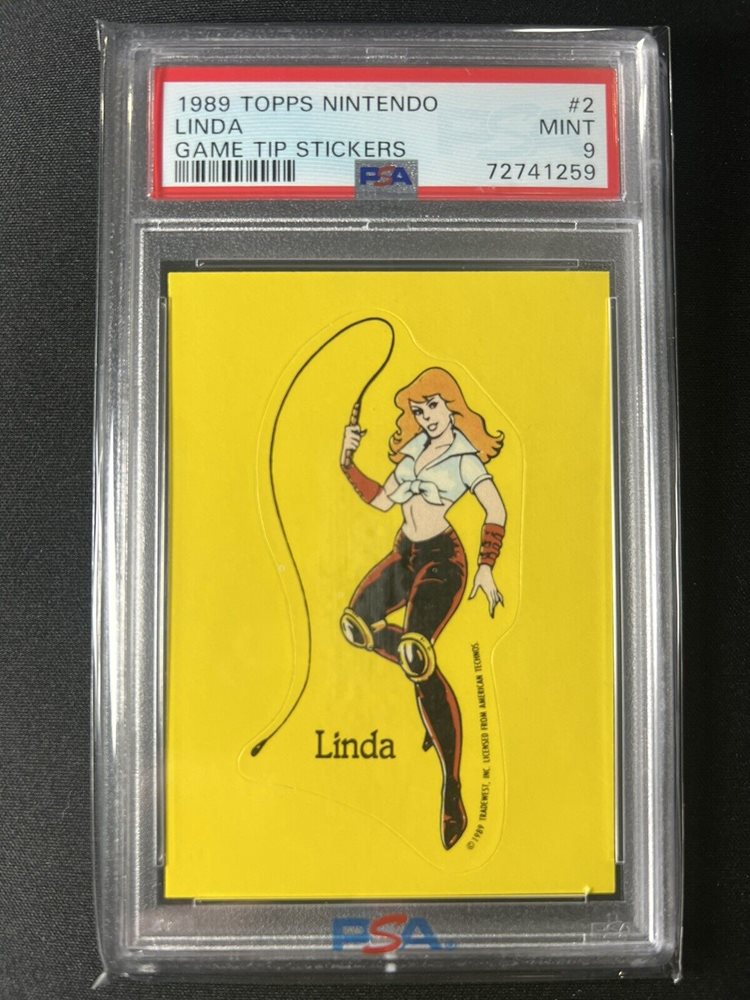 1989 TOPPS NINTENDO #2
LINDA MINT
GAME TIP STICKERS 9
PSA 72741259
Linda
©1989 TRADEWEST, INC. LICENSED FROM AMERICAN TECHNOS.
PSA